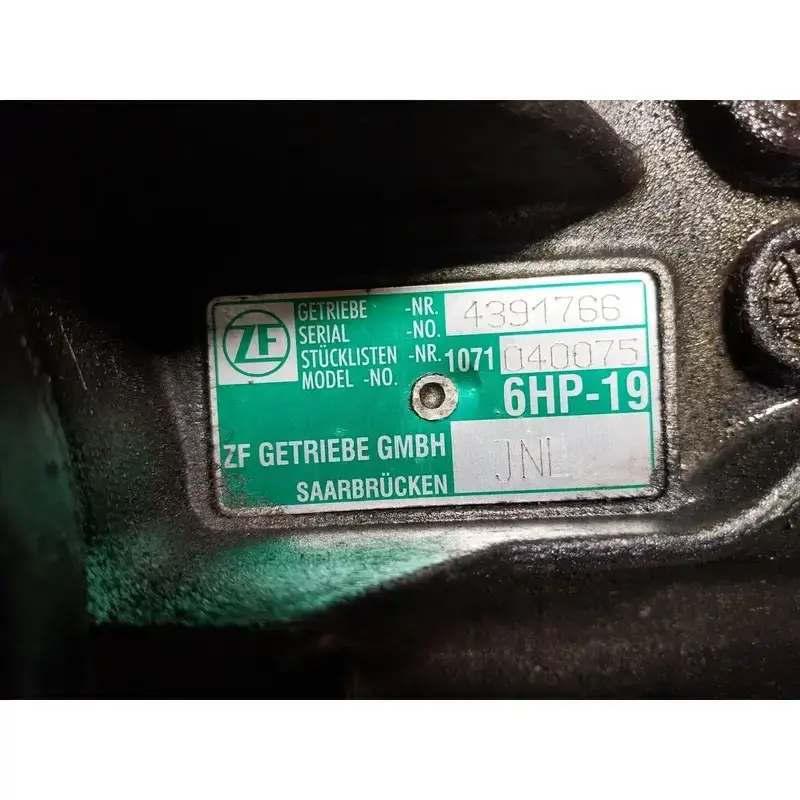 ZF
GETRIEBE -NR. 4391766
SERIAL -NO.
STÜCKLISTEN -NR. 1071 040075
MODEL -NO.
6HP-19
ZF GETRIEBE GMBH
SAARBRÜCKEN
JNL